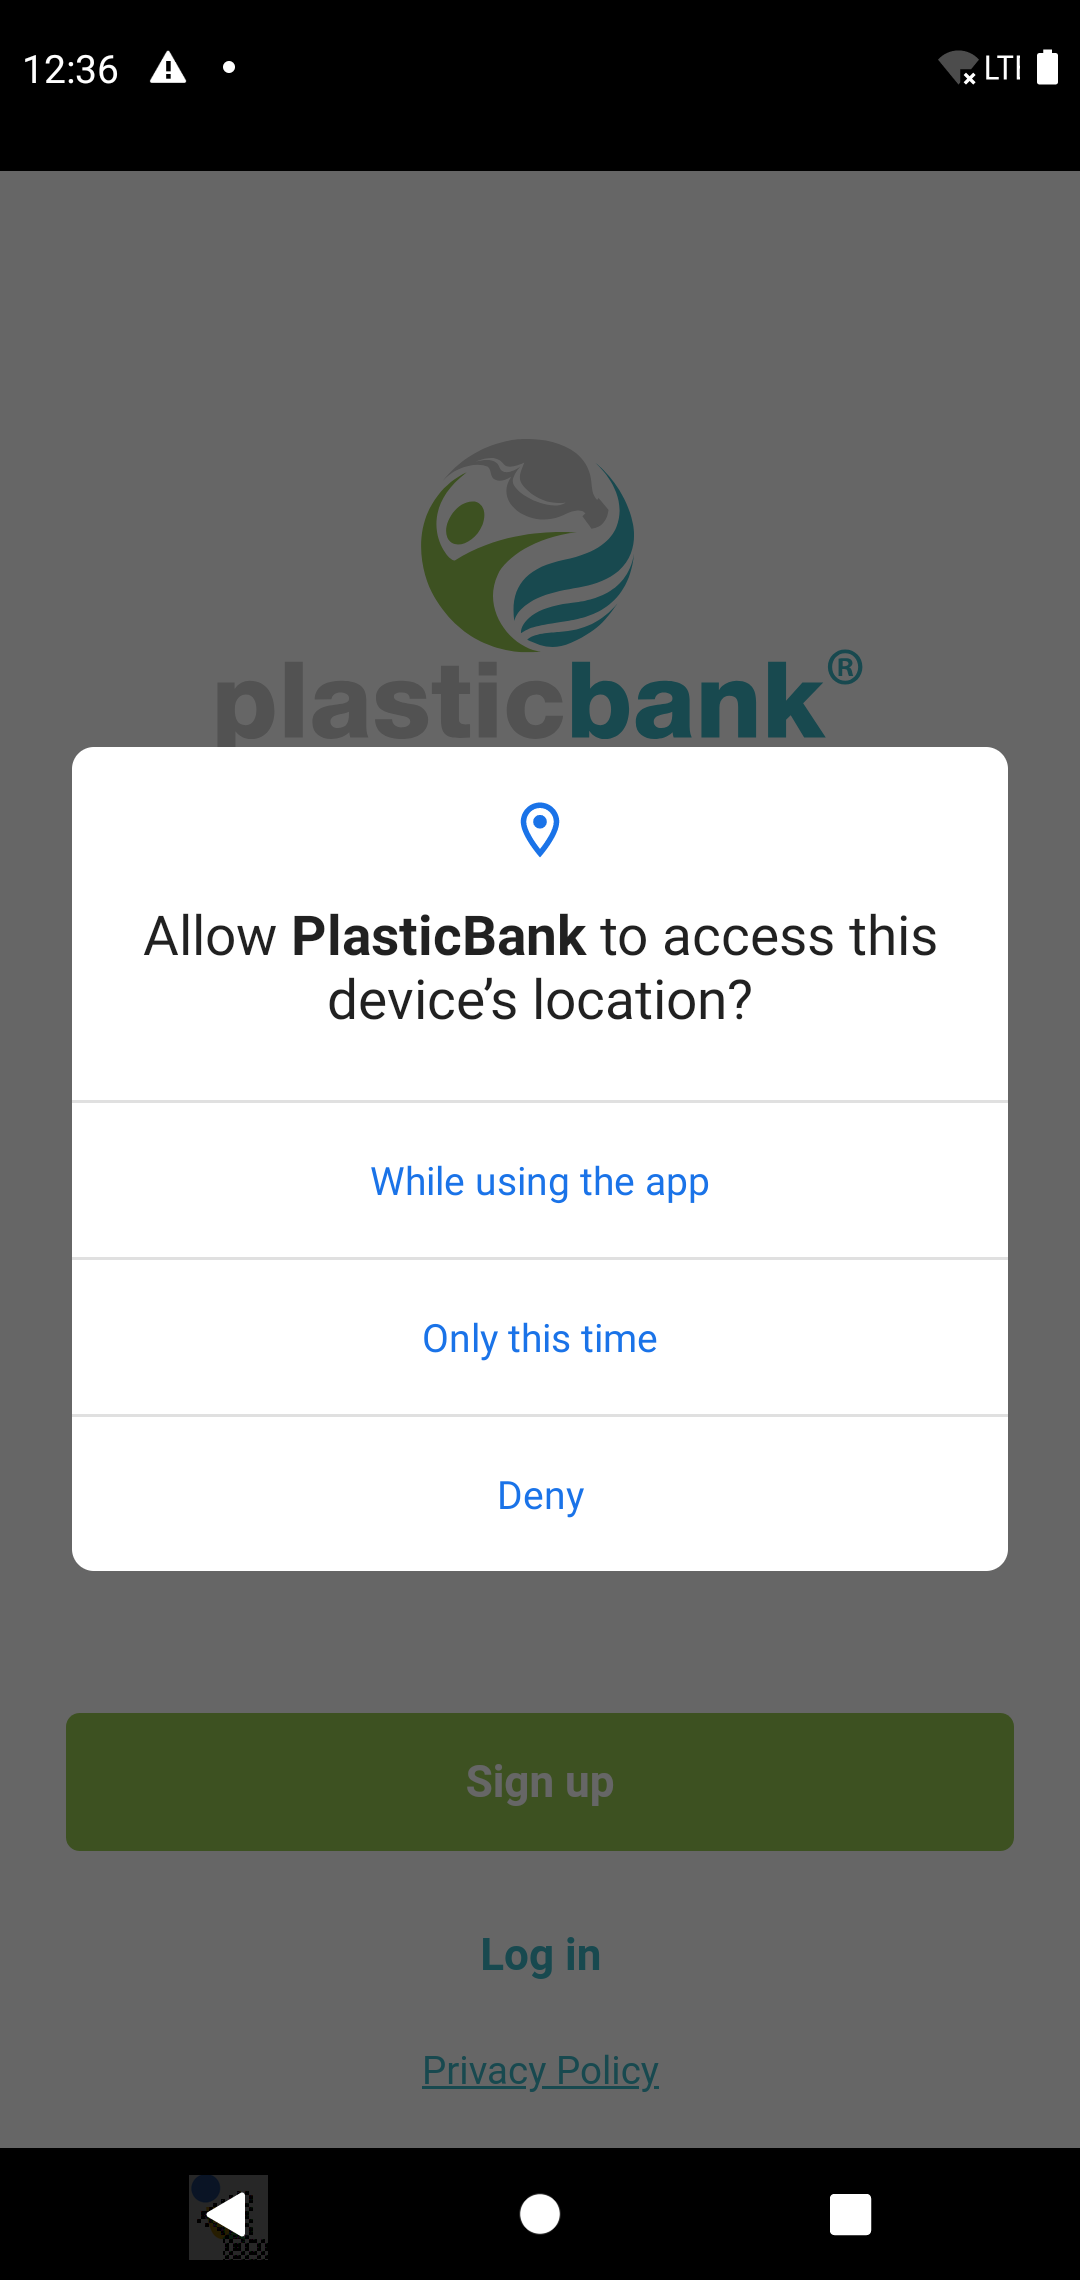 12:36
LTE
plasticbank®
Allow PlasticBank to access this
device’s location?
While using the app
Only this time
Deny
Sign up
Log in
Privacy Policy